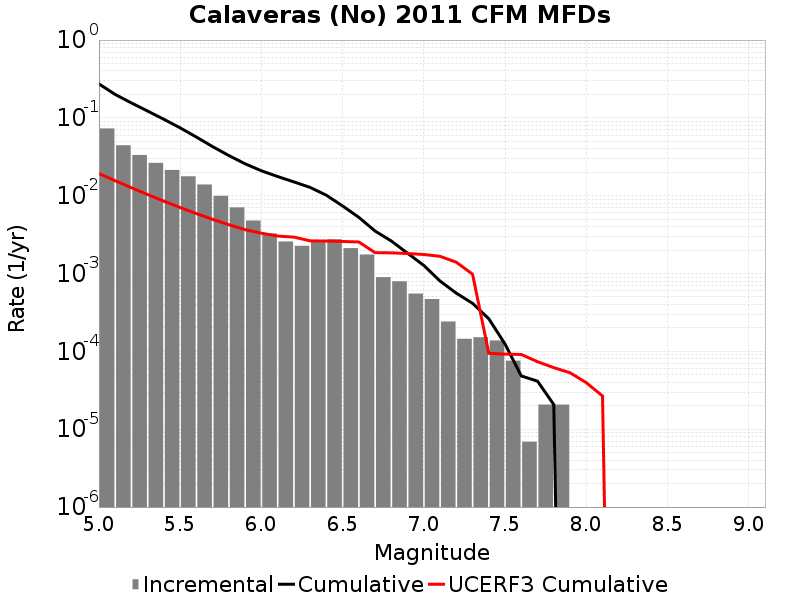 Calaveras (No) 2011 CFM MFDs
10^0
10^-1
10^-2
10^-3
10^-4
10^-5
10^-6
Rate (1/yr)
5.0 5.5 6.0 6.5 7.0 7.5 8.0 8.5 9.0
Magnitude
Incremental Cumulative UCERF3 Cumulative